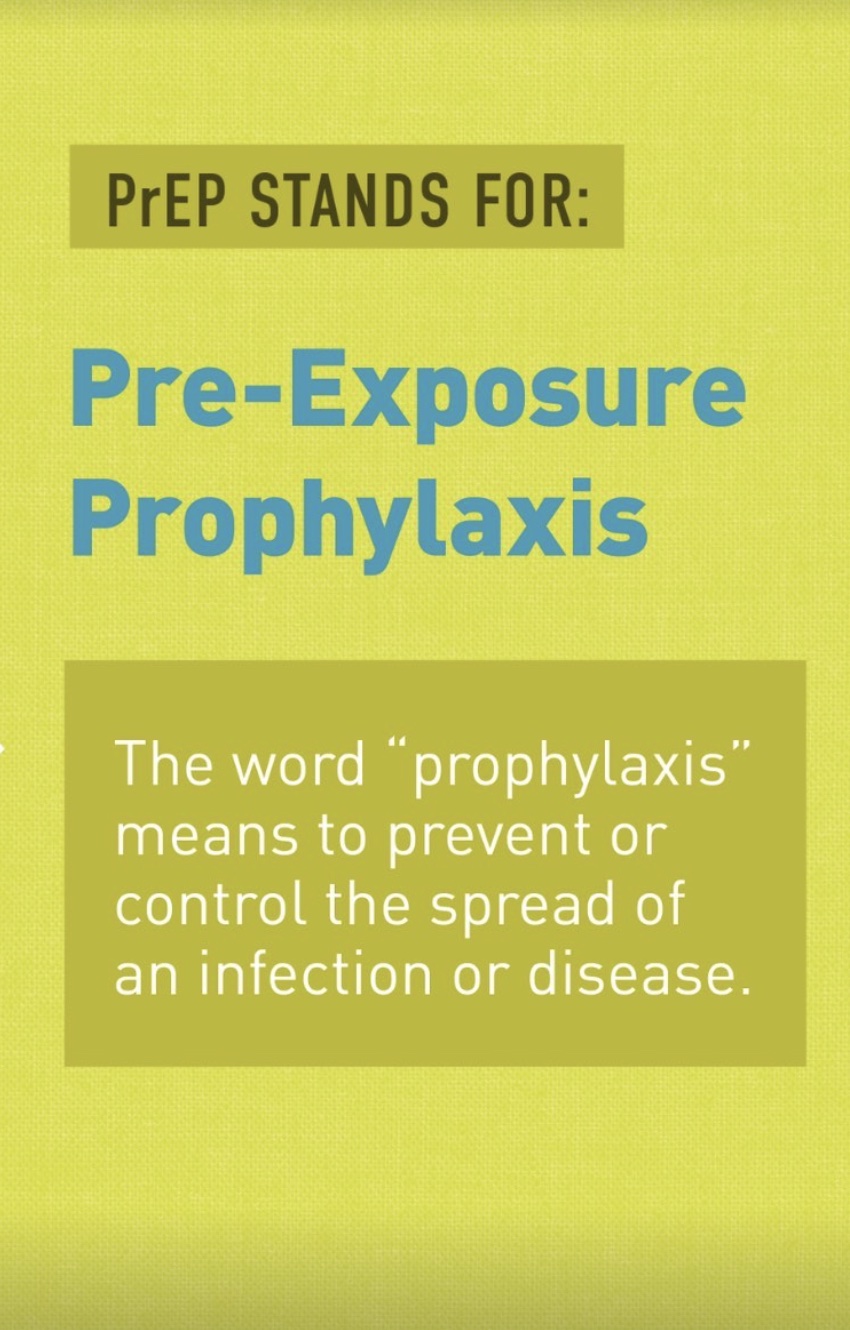 PrEP STANDS FOR:
Pre-Exposure
Prophylaxis
The word “prophylaxis”
means to prevent or
control the spread of
an infection or disease.